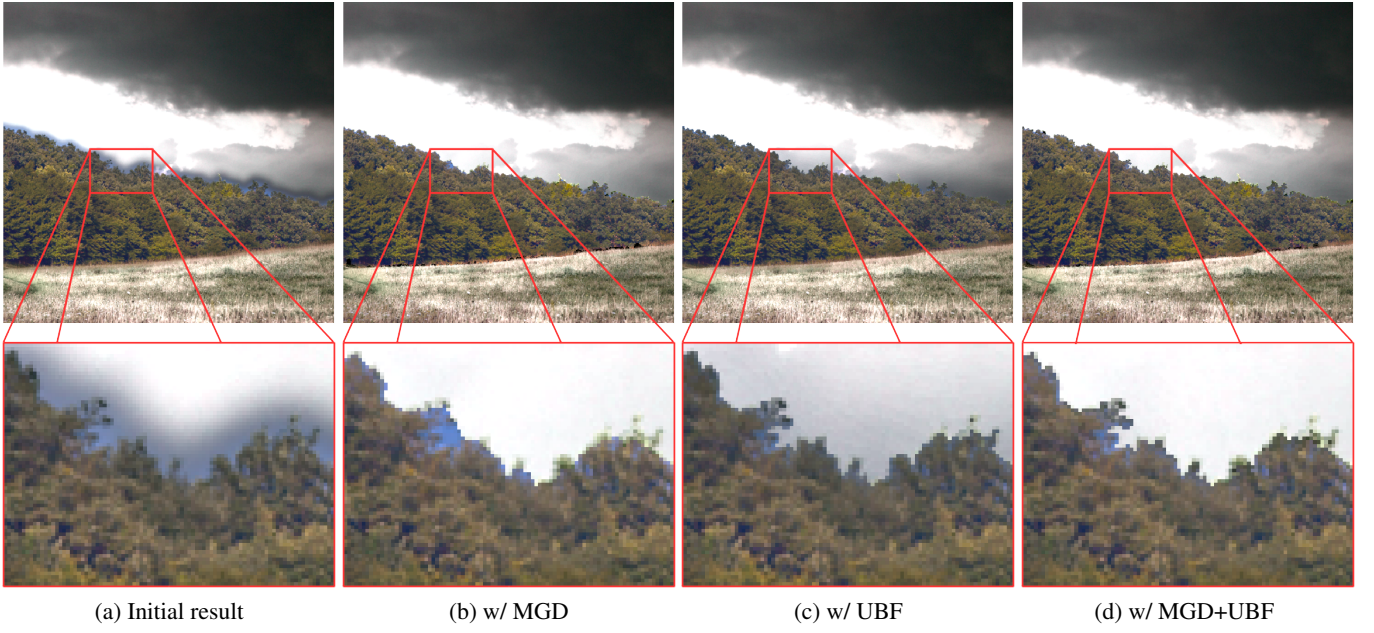 (a) Initial result
(b) w/ MGD
(c) w/ UBF
(d) w/ MGD+UBF